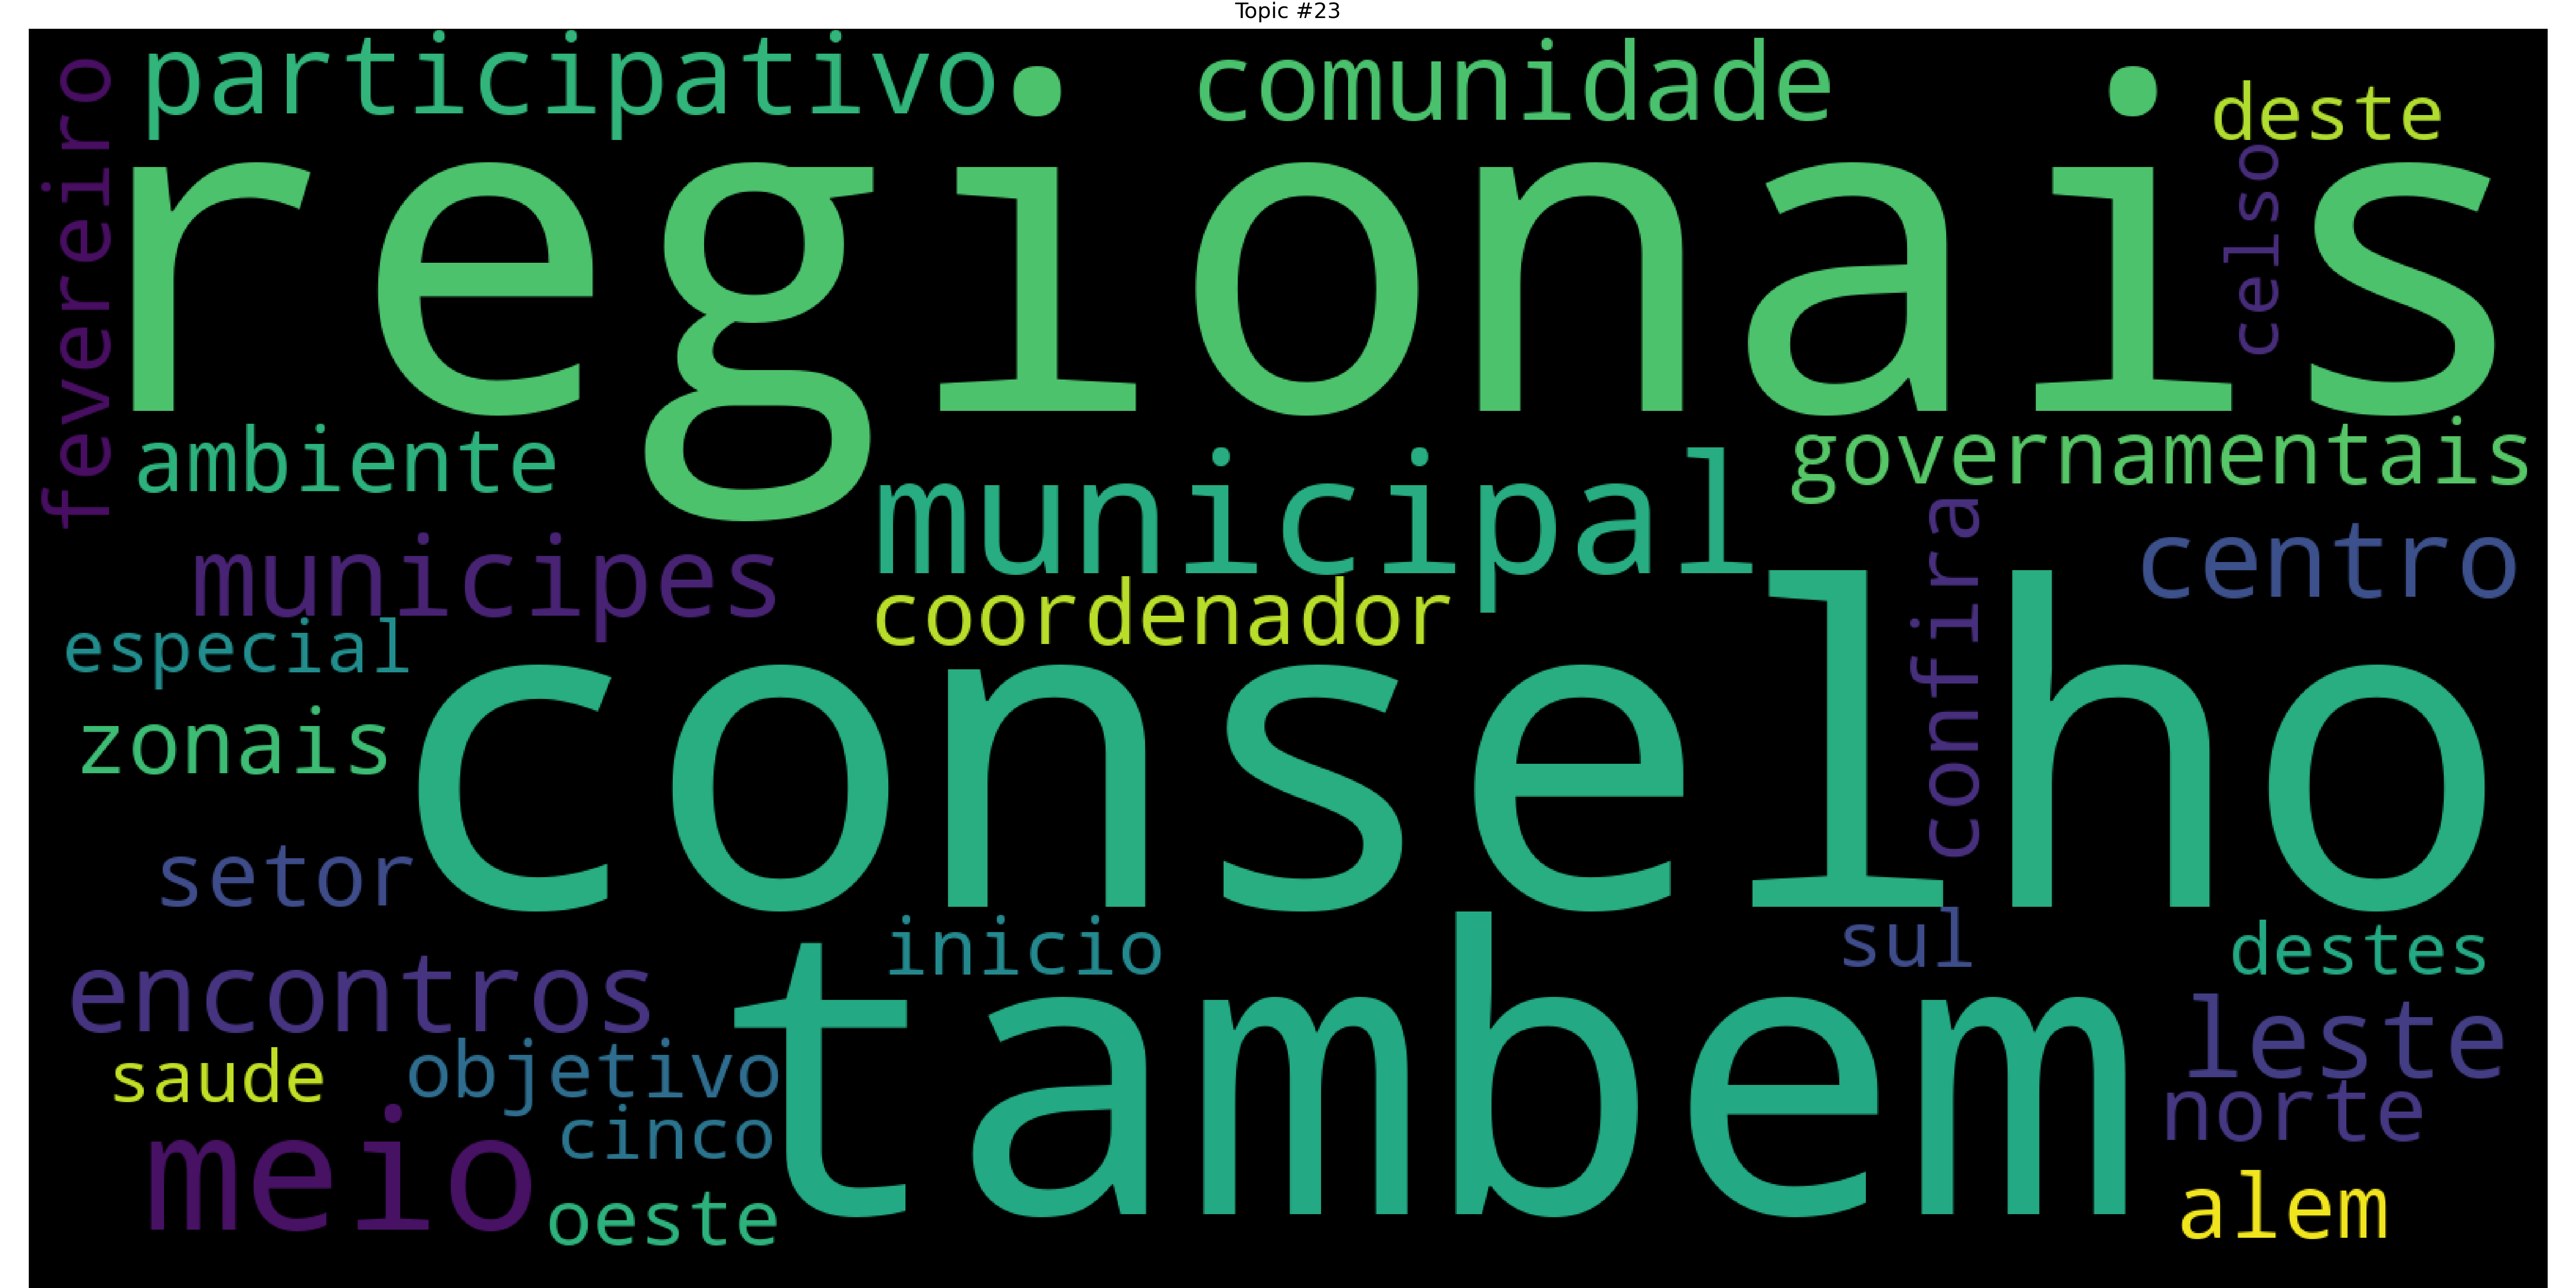 Topic #23
participativo
comunidade
deste
fevereiro
regionais
celso
ambiente
municipal
governamentais
municipes
coordenador
confira
centro
especial
conselho
zonais
setor
inicio
sul
destes
encontros
tambem
leste
saude
objetivo
norte
meio
cinco
oeste
alem